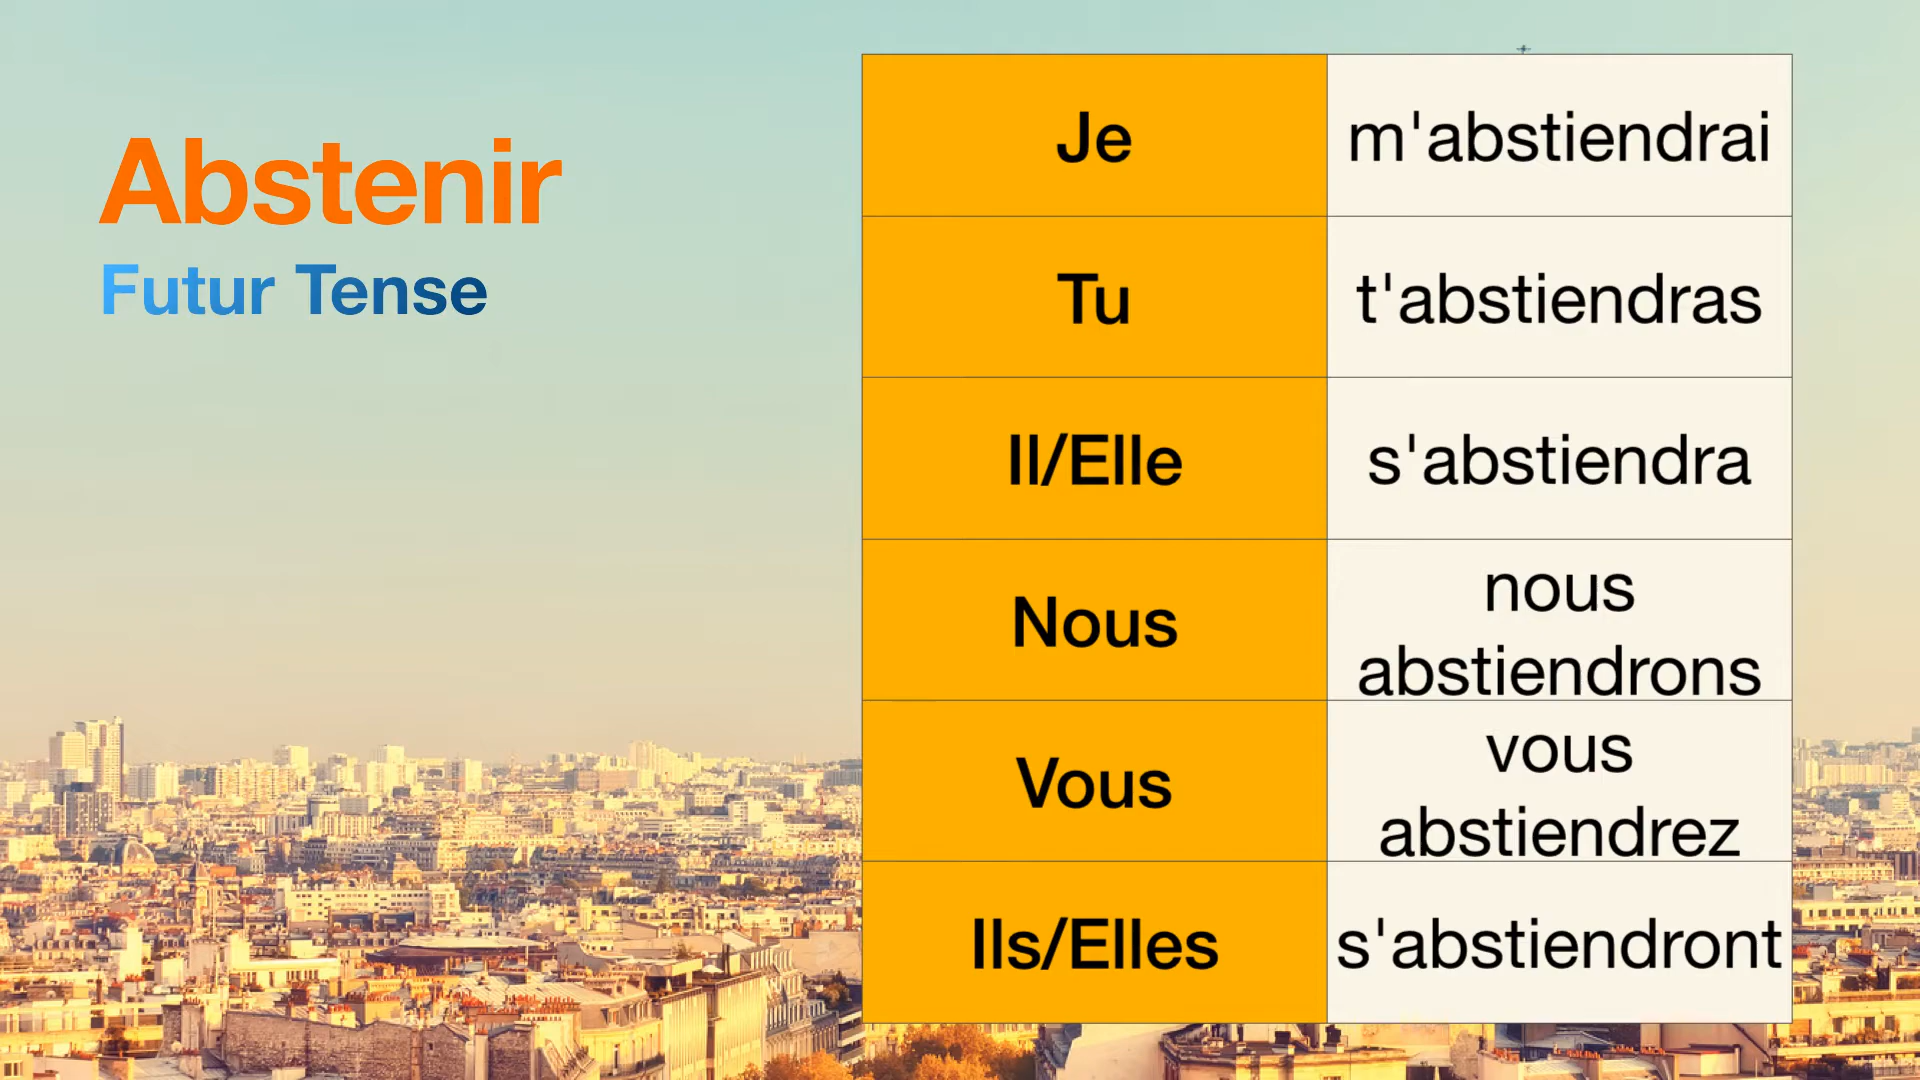 Abstenir
Futur Tense
Je
m'abstiendrai
Tu
t'abstiendras
Il/Elle
s'abstiendra
Nous
nous
abstiendrons
Vous
vous
abstiendrez
Ils/Elles
s'abstiendront